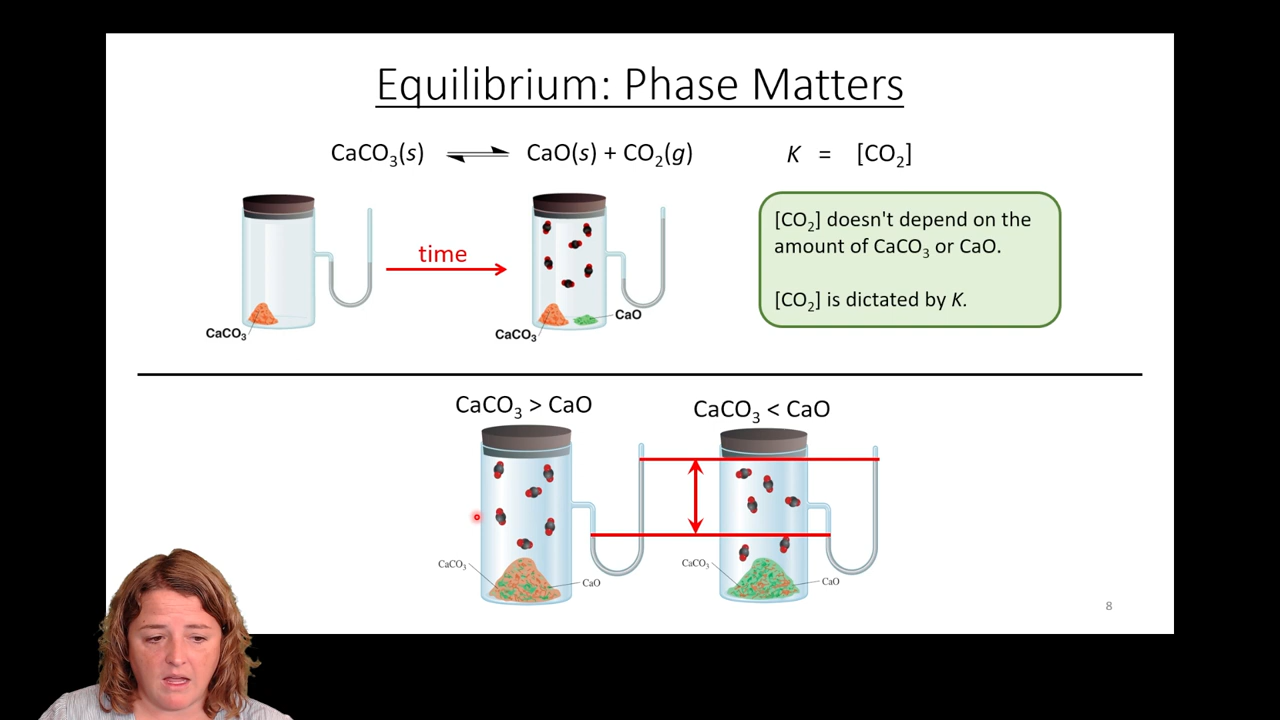 Equilibrium: Phase Matters
CaCO₃(s) ⇌ CaO(s) + CO₂(g)
K = [CO₂]
time
CaCO₃
CaCO₃
CaO
[CO₂] doesn't depend on the
amount of CaCO₃ or CaO.
[CO₂] is dictated by K.
CaCO₃ > CaO
CaCO₃ < CaO
CaCO₃
CaO
CaCO₃
CaO
8